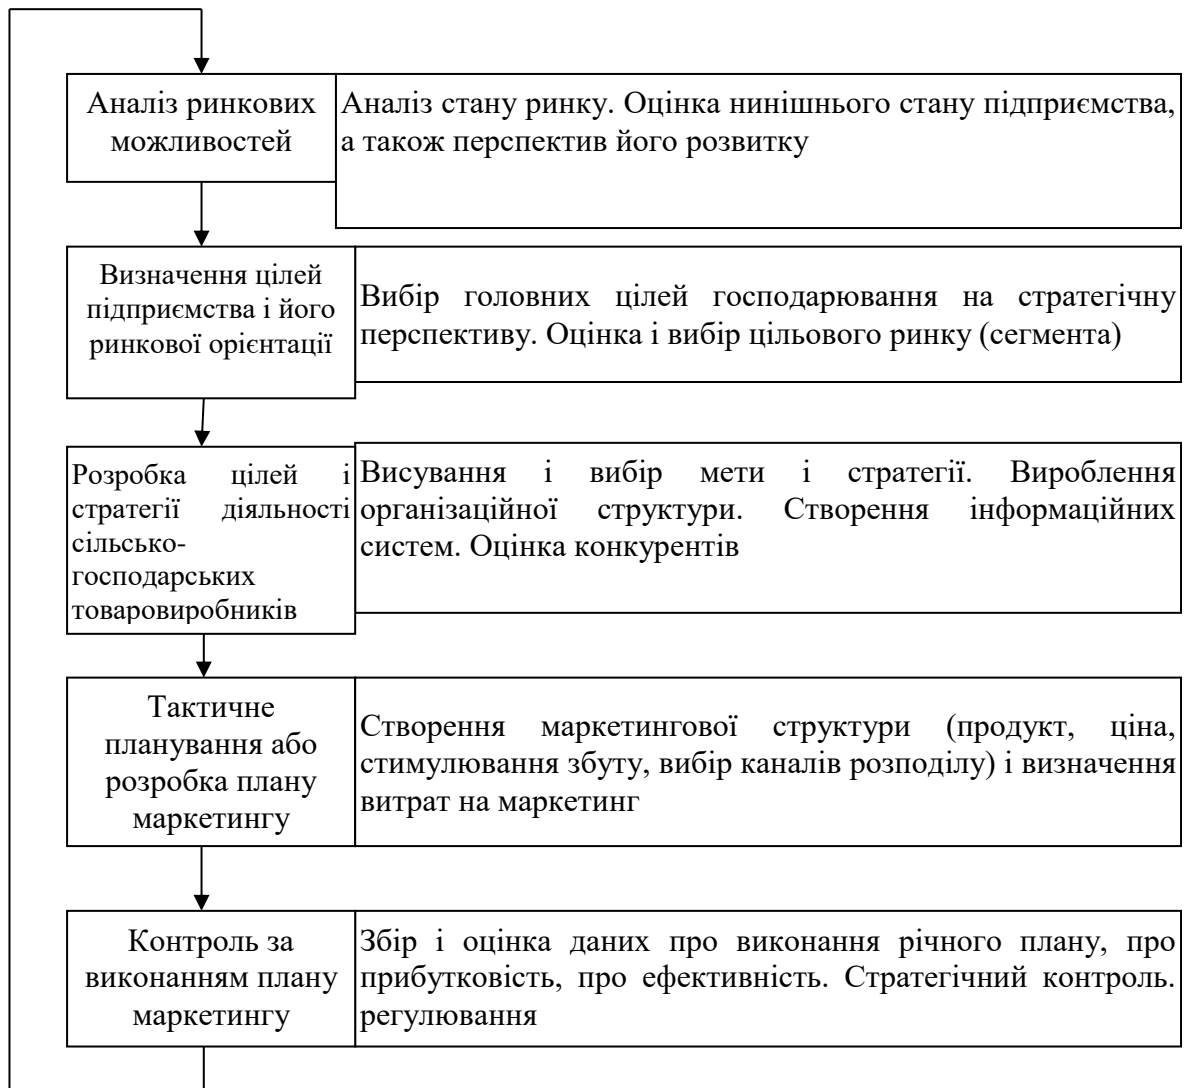 Аналіз ринкових
можливостей
Аналіз стану ринку. Оцінка нинішнього стану підприємства,
а також перспектив його розвитку
Визначення цілей
підприємства і його
ринкової орієнтації
Вибір головних цілей господарювання на стратегічну
перспективу. Оцінка і вибір цільового ринку (сегмента)
Розробка цілей і
стратегії діяльності
сільсько-
господарських
товаровиробників
Висування і вибір мети і стратегії. Вироблення
організаційної структури. Створення інформаційних
систем. Оцінка конкурентів
Тактичне
планування або
розробка плану
маркетингу
Створення маркетингової структури (продукт, ціна,
стимулювання збуту, вибір каналів розподілу) і визначення
витрат на маркетинг
Контроль за
виконанням плану
маркетингу
Збір і оцінка даних про виконання річного плану, про
прибутковість, про ефективність. Стратегічний контроль.
регулювання